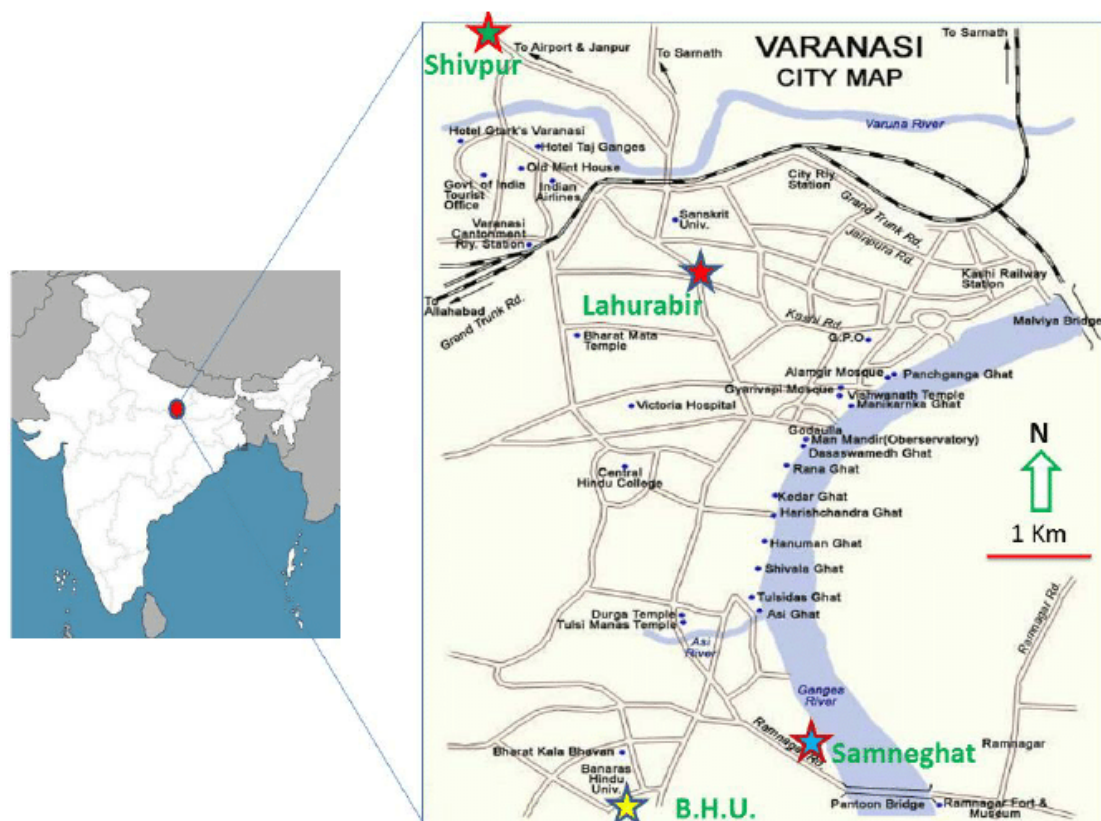 Shivpur
To Airport & Janpur
To Sarnath
VARANASI
CITY MAP
To Sarnath
Varuna River
Hotel Glark's Varanasi
Hotel Taj Ganges
Old Mint House
Govt. of India
Tourist
Office
Indian
Airlines
City Rly
Station
Sanskrit
Univ.
Grand Trunk Rd.
Jainpura Rd.
Varanasi
Cantonment
Rly. Station
Kashi Railway
Station
To
Allahabad
Grand Trunk Rd.
Lahurabir
Kashi Rd.
G.P.O
Malviya Bridge
Bharat Mata
Temple
Alamgir Mosque
Panchganga Ghat
Gyarivapi Mosque
Vishwanath Temple
Manikarnka Ghat
Victoria Hospital
Godaulla
Man Mandir(Oberservatory)
Dasaswamedh Ghat
Rana Ghat
Central
Hindu College
Kedar Ghat
Harishchandra Ghat
N
1 Km
Hanuman Ghat
Shivala Ghat
Tulsidas Ghat
Asi Ghat
Durga Temple
Tulsi Manas Temple
Asi
River
Ramnagar Rd.
Ganges
River
Ramnagar Rd.
Samneghat
Ramnagar
Bharat Kala Bhavan
Banaras
Hindu
Univ.
B.H.U.
Pantoon Bridge
Ramnagar Fort &
Museum